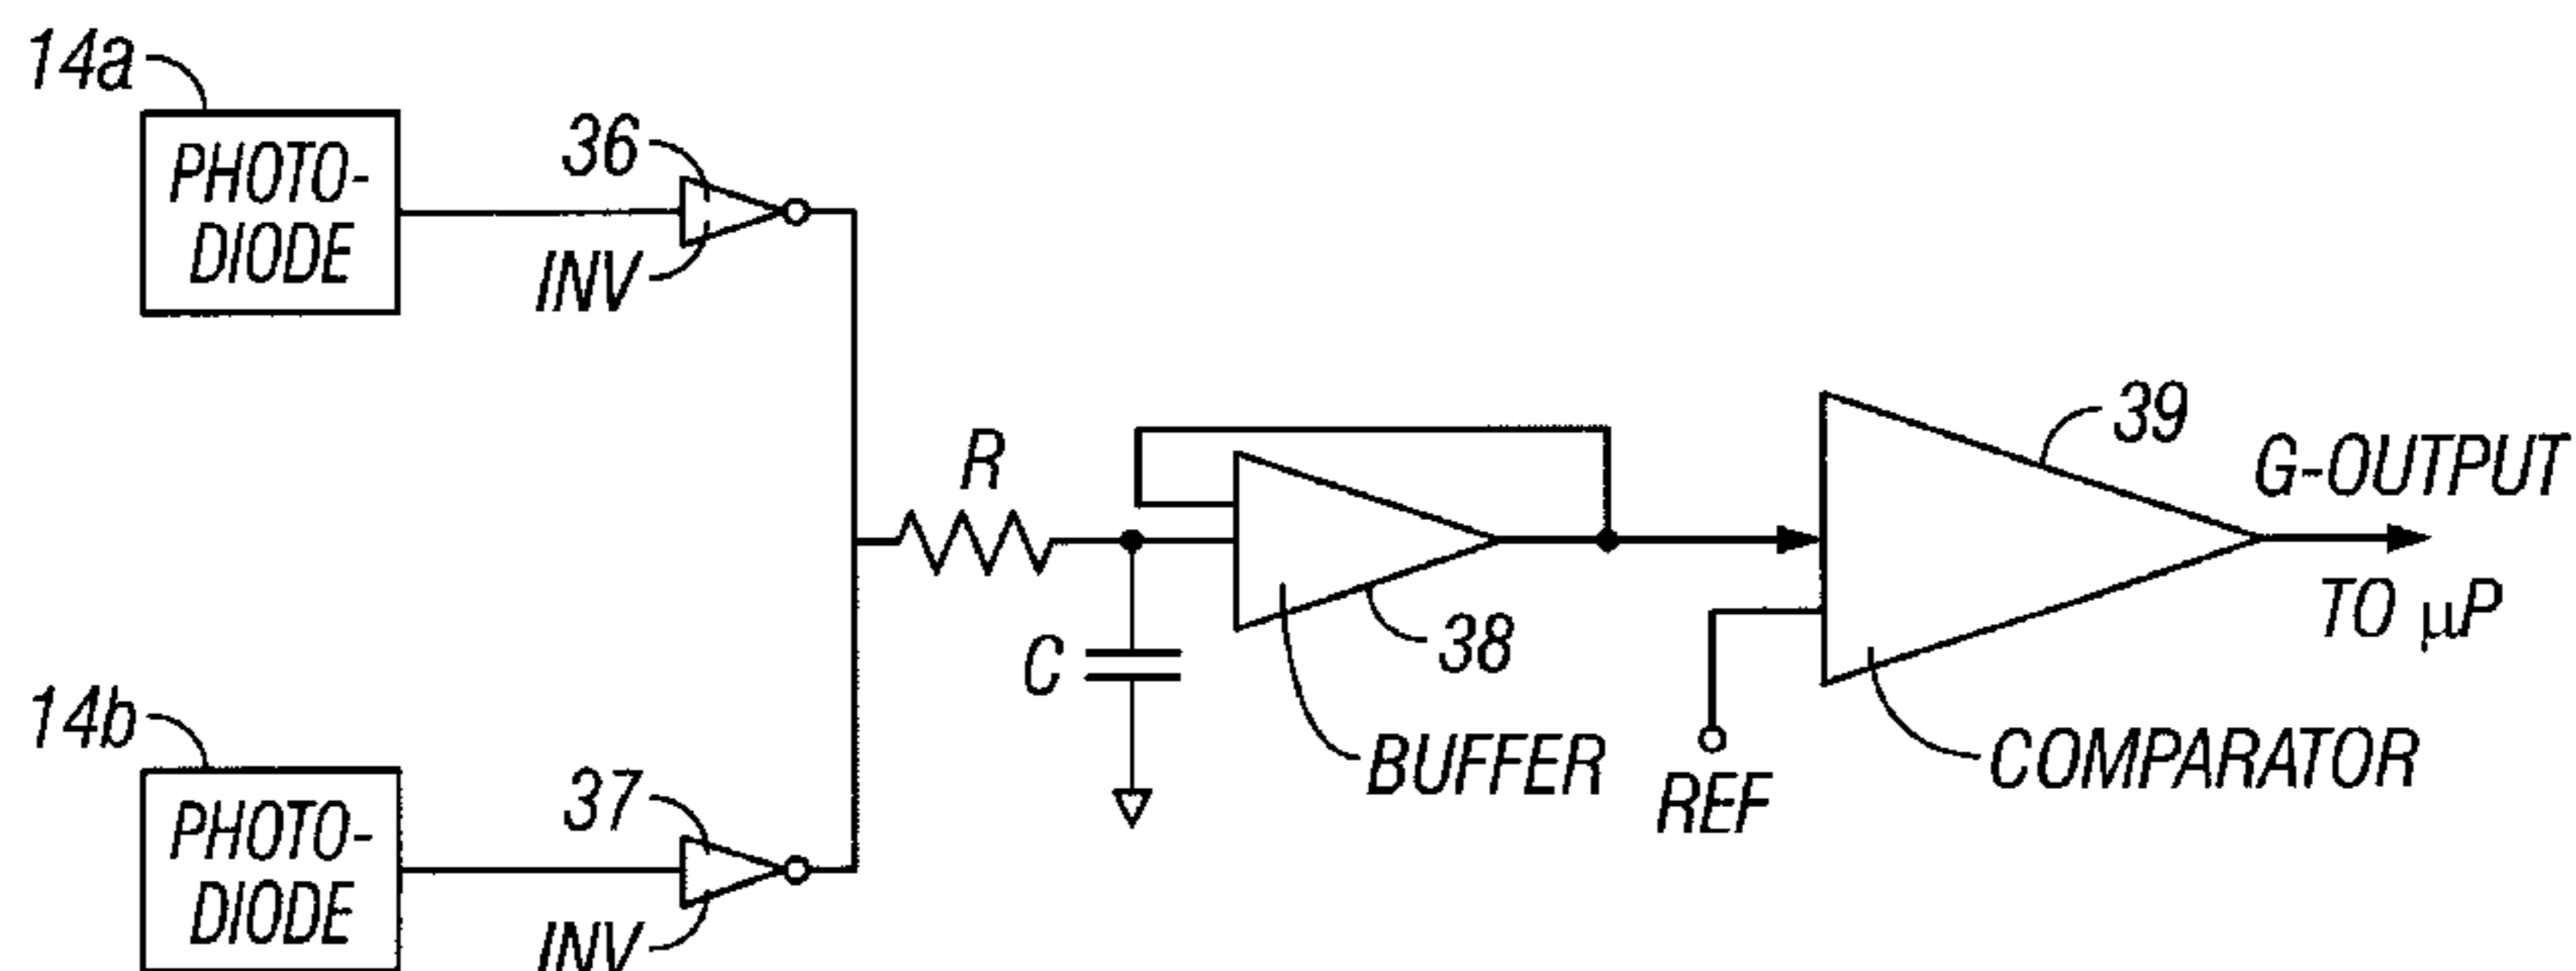 14a
PHOTO-
DIODE
36
INV
14b
PHOTO-
DIODE
37
INV
R
C
38
BUFFER
REF
39
COMPARATOR
G-OUTPUT
TO µP